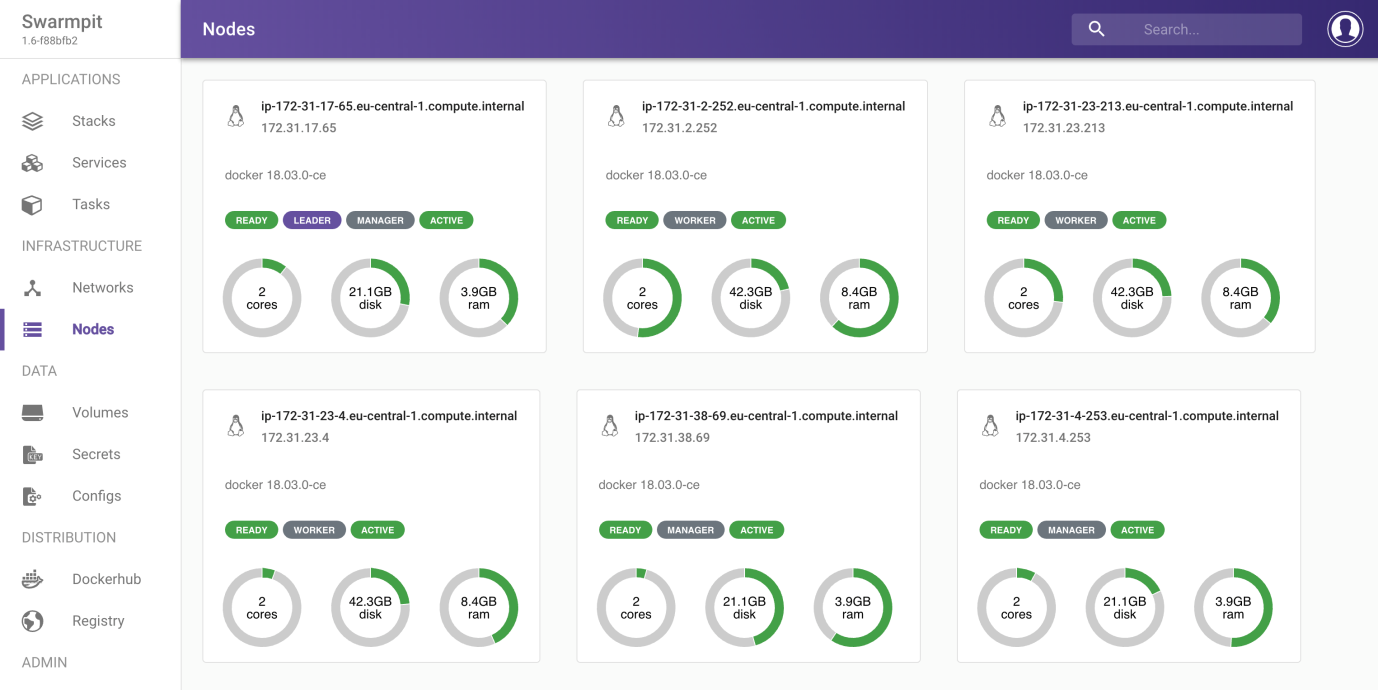 Swarmpit
1.6-f88bfb2
Nodes
Search...
APPLICATIONS
Stacks
Services
Tasks
INFRASTRUCTURE
Networks
Nodes
DATA
Volumes
Secrets
KEY
Configs
DISTRIBUTION
Dockerhub
Registry
ADMIN
ip-172-31-17-65.eu-central-1.compute.internal
172.31.17.65
docker 18.03.0-ce
READY LEADER MANAGER ACTIVE
2
cores
21.1GB
disk
3.9GB
ram
ip-172-31-2-252.eu-central-1.compute.internal
172.31.2.252
docker 18.03.0-ce
READY WORKER ACTIVE
2
cores
42.3GB
disk
8.4GB
ram
ip-172-31-23-213.eu-central-1.compute.internal
172.31.23.213
docker 18.03.0-ce
READY WORKER ACTIVE
2
cores
42.3GB
disk
8.4GB
ram
ip-172-31-23-4.eu-central-1.compute.internal
172.31.23.4
docker 18.03.0-ce
READY WORKER ACTIVE
2
cores
42.3GB
disk
8.4GB
ram
ip-172-31-38-69.eu-central-1.compute.internal
172.31.38.69
docker 18.03.0-ce
READY MANAGER ACTIVE
2
cores
21.1GB
disk
3.9GB
ram
ip-172-31-4-253.eu-central-1.compute.internal
172.31.4.253
docker 18.03.0-ce
READY MANAGER ACTIVE
2
cores
21.1GB
disk
3.9GB
ram